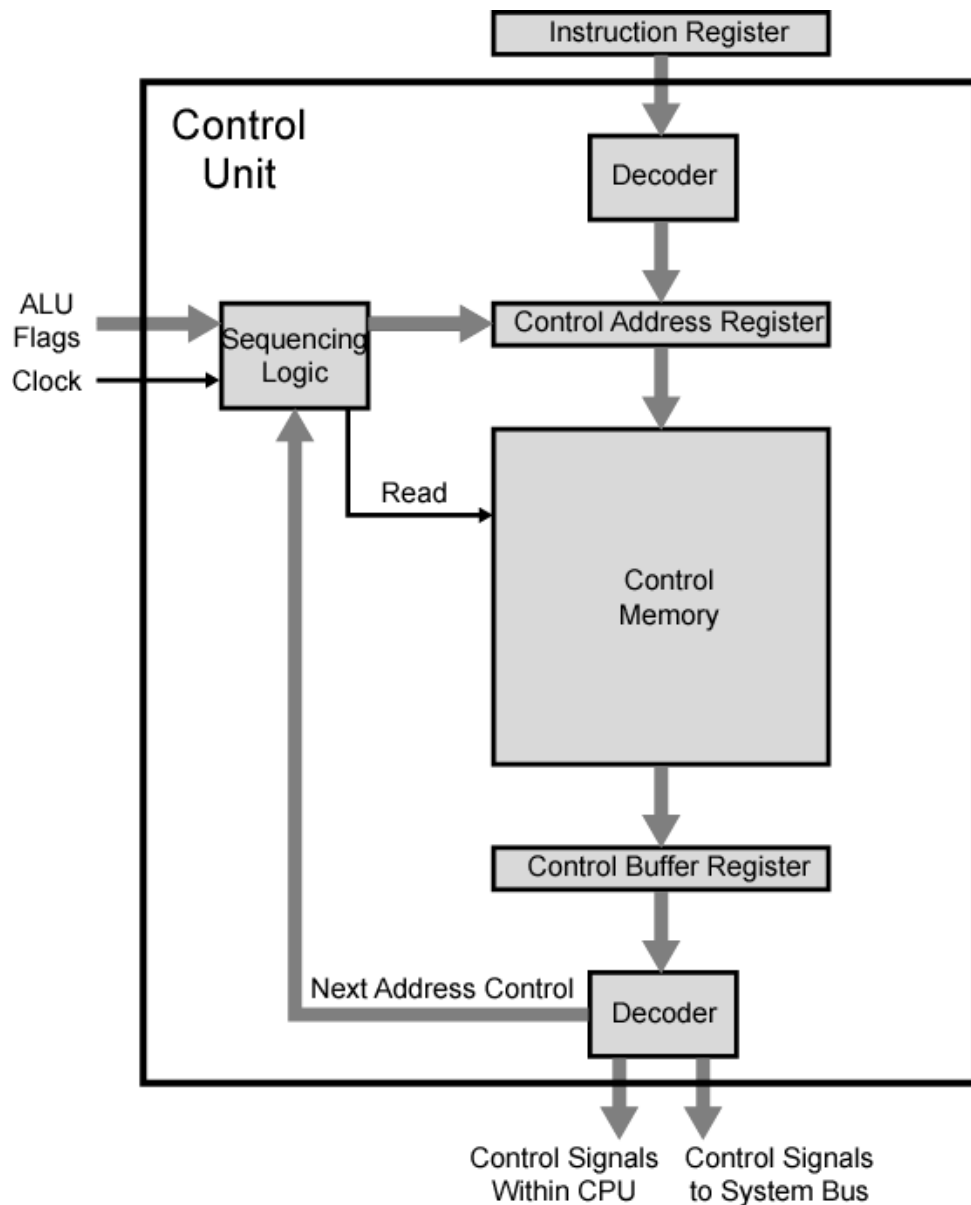 Instruction Register
Control
Unit
Decoder
ALU
Flags
Clock
Sequencing
Logic
Control Address Register
Read
Control
Memory
Control Buffer Register
Next Address Control
Decoder
Control Signals
Within CPU
Control Signals
to System Bus